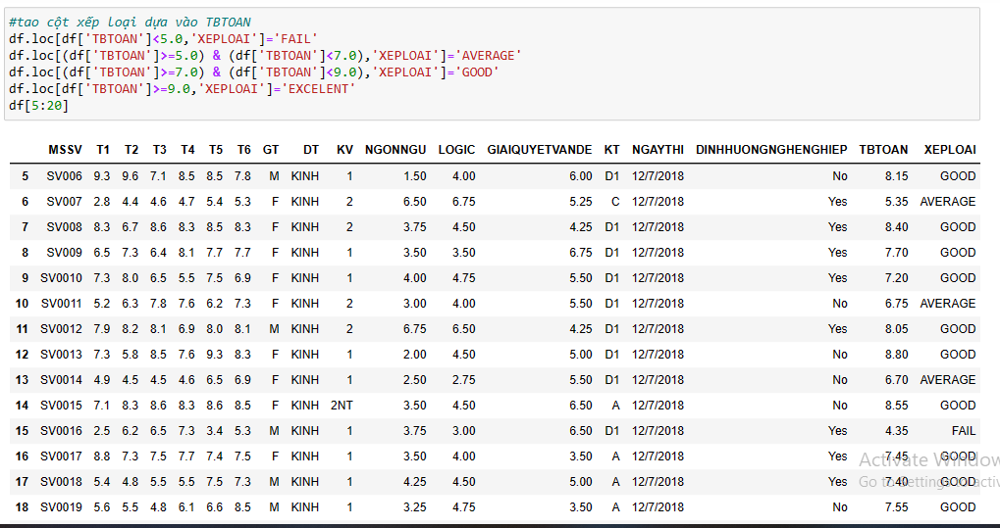 #tao cột xếp loại dựa vào TBTOAN
df.loc[df['TBTOAN']<5.0,'XEPLOAI']='FAIL'
df.loc[(df['TBTOAN']>=5.0) & (df['TBTOAN']<7.0),'XEPLOAI']='AVERAGE'
df.loc[(df['TBTOAN']>=7.0) & (df['TBTOAN']<9.0),'XEPLOAI']='GOOD'
df.loc[df['TBTOAN']>=9.0,'XEPLOAI']='EXCELENT'
df[5:20]
MSSV T1 T2 T3 T4 T5 T6 GT DT KV NGONNGU LOGIC GIAIQUYETVANDE KT NGAYTHI DINHHUONGNGHENGHIEP TBTOAN XEPLOAI
5 SV006 9.3 9.6 7.1 8.5 8.5 7.8 M KINH 1 1.50 4.00 6.00 D1 12/7/2018 No 8.15 GOOD
6 SV007 2.8 4.4 4.6 4.7 5.4 5.3 F KINH 2 6.50 6.75 5.25 C 12/7/2018 Yes 5.35 AVERAGE
7 SV008 8.3 6.7 8.6 8.3 8.5 8.3 F KINH 2 3.75 4.50 4.25 D1 12/7/2018 Yes 8.40 GOOD
8 SV009 6.5 7.3 6.4 8.1 7.7 7.7 F KINH 1 3.50 3.50 6.75 D1 12/7/2018 Yes 7.70 GOOD
9 SV0010 7.3 8.0 6.5 5.5 7.5 6.9 F KINH 1 4.00 4.75 5.50 D1 12/7/2018 Yes 7.20 GOOD
10 SV0011 5.2 6.3 7.8 7.6 6.2 7.3 F KINH 2 3.00 4.00 5.50 D1 12/7/2018 No 6.75 AVERAGE
11 SV0012 7.9 8.2 8.1 6.9 8.0 8.1 M KINH 2 6.75 6.50 4.25 D1 12/7/2018 Yes 8.05 GOOD
12 SV0013 7.3 5.8 8.5 7.6 9.3 8.3 F KINH 1 2.00 4.50 5.00 D1 12/7/2018 No 8.80 GOOD
13 SV0014 4.9 4.5 4.5 4.6 6.5 6.9 F KINH 1 2.50 2.75 5.50 D1 12/7/2018 No 6.70 AVERAGE
14 SV0015 7.1 8.3 8.6 8.3 8.6 8.5 F KINH 2NT 3.50 4.50 6.50 A 12/7/2018 No 8.55 GOOD
15 SV0016 2.5 6.2 6.5 7.3 3.4 5.3 M KINH 1 3.75 3.00 6.50 D1 12/7/2018 Yes 4.35 FAIL
16 SV0017 8.8 7.3 7.5 7.7 7.4 7.5 F KINH 1 3.50 4.00 3.50 A 12/7/2018 Yes 7.45 GOOD
Activate Window
17 SV0018 5.4 4.8 5.5 5.5 7.5 7.3 M KINH 1 4.25 4.50 5.00 A 12/7/2018 Yes 7.40 GOOD
Go to Settings to activ
18 SV0019 5.6 5.5 4.8 6.1 6.6 8.5 M KINH 1 3.25 4.75 3.50 A 12/7/2018 No 7.55 GOOD